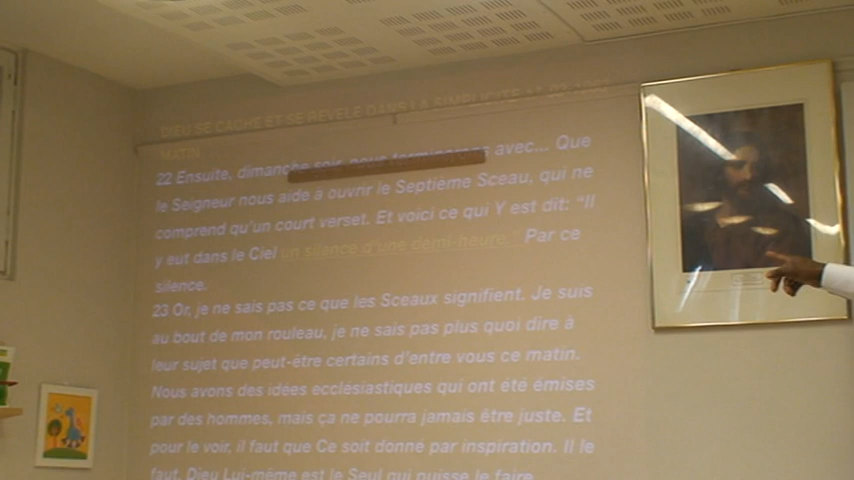 DIEU SE CACHE ET SE REVELE DANS LA SIMPLICITE
MATIN
22 Ensuite, dimanche soir, nous terminerons avec... Que
le Seigneur nous aide à ouvrir le Septième Sceau, qui ne
comprend qu'un court verset. Et voici ce qui Y est dit: “Il
y eut dans le Ciel un silence d'une demi-heure.” Par ce
silence.
23 Or, je ne sais pas ce que les Sceaux signifient. Je suis
au bout de mon rouleau, je ne sais pas plus quoi dire à
leur sujet que peut-être certains d'entre vous ce matin.
Nous avons des idées ecclésiastiques qui ont été émises
par des hommes, mais ça ne pourra jamais être juste. Et
pour le voir, il faut que Ce soit donne par inspiration. Il le
faut. Dieu Lui-même est le Seul qui puisse le faire